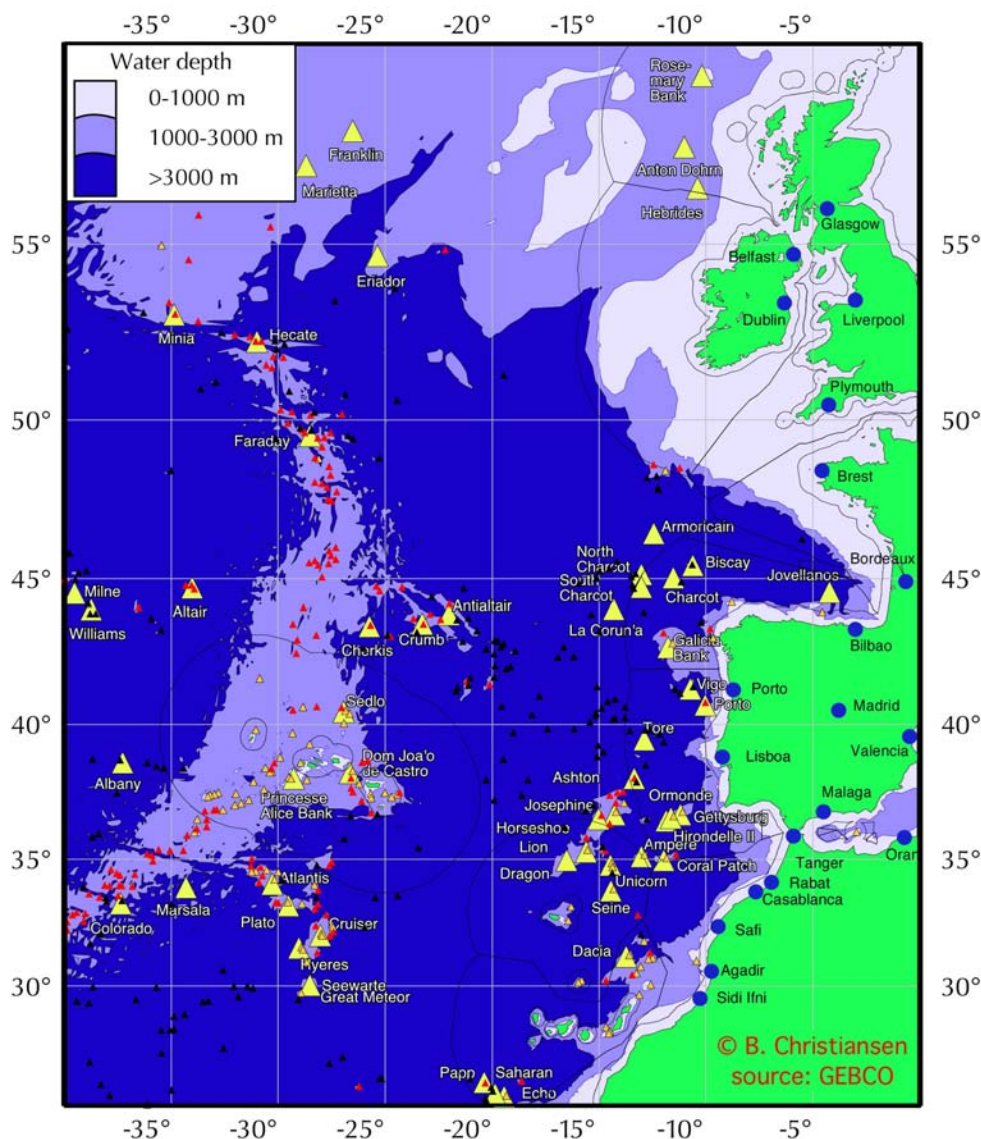 -35° -30° -25° -20° -15° -10° -5°
Water depth
0-1000 m
1000-3000 m
>3000 m
Rose-
mary
Bank
Franklin
Marietta
Anton Dohrn
Hebrides
Glasgow
55° 55°
Belfast
Eriador
Dublin
Liverpool
Minia
Hecate
Plymouth
50° 50°
Faraday
Brest
Armoricain
North
Charcot
Biscay
Bordeaux
45° 45°
South
Charcot
Charcot
Jovellanos
Milne
Altair
Antialtair
Williams
Crumb
La Corun'a
Charkis
Galicia
Bank
Bilbao
Vigo
Porto
Sedlo
Porto
Madrid
40° 40°
Tore
Valencia
Dom Joa'o
de Castro
Lisboa
Albany
Ashton
Princesse
Alice Bank
Ormonde
Malaga
Josephine
Gettysburg
Horseshoe
Hirondelle II
Lion
Ampere
Tanger
Oran
35° 35°
Dragon
Coral Patch
Atlantis
Unicorn
Rabat
Marsala
Seine
Casablanca
Colorado
Plato
Cruiser
Safi
Dacia
Hyeres
Agadir
30° 30°
Seewarte
Great Meteor
Sidi Ifni
© B. Christiansen
source: GEBCO
Papp
Saharan
Echo
-35° -30° -25° -20° -15° -10° -5°